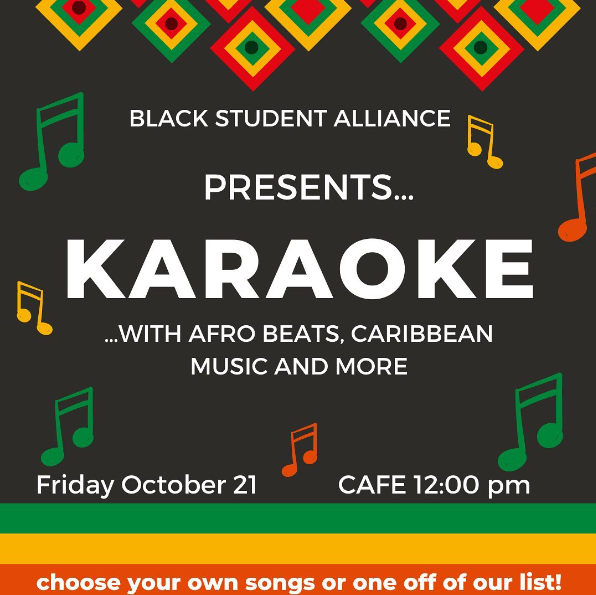 BLACK STUDENT ALLIANCE
PRESENTS...
KARAOKE
...WITH AFRO BEATS, CARIBBEAN
MUSIC AND MORE
Friday October 21 CAFE 12:00 pm
choose your own songs or one off of our list!